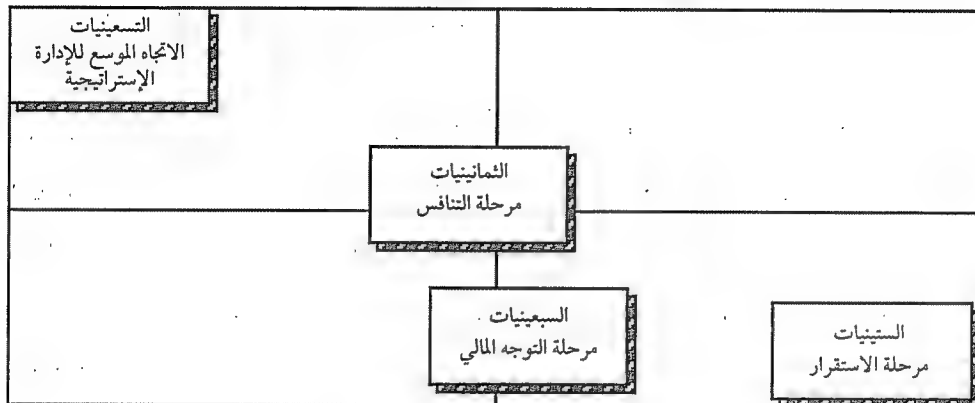 التسعينيات
الاتجاه الموسع للإدارة
الإستراتيجية
الثمانينيات
مرحلة التنافس
السبعينيات
مرحلة التوجه المالي
الستينيات
مرحلة الاستقرار